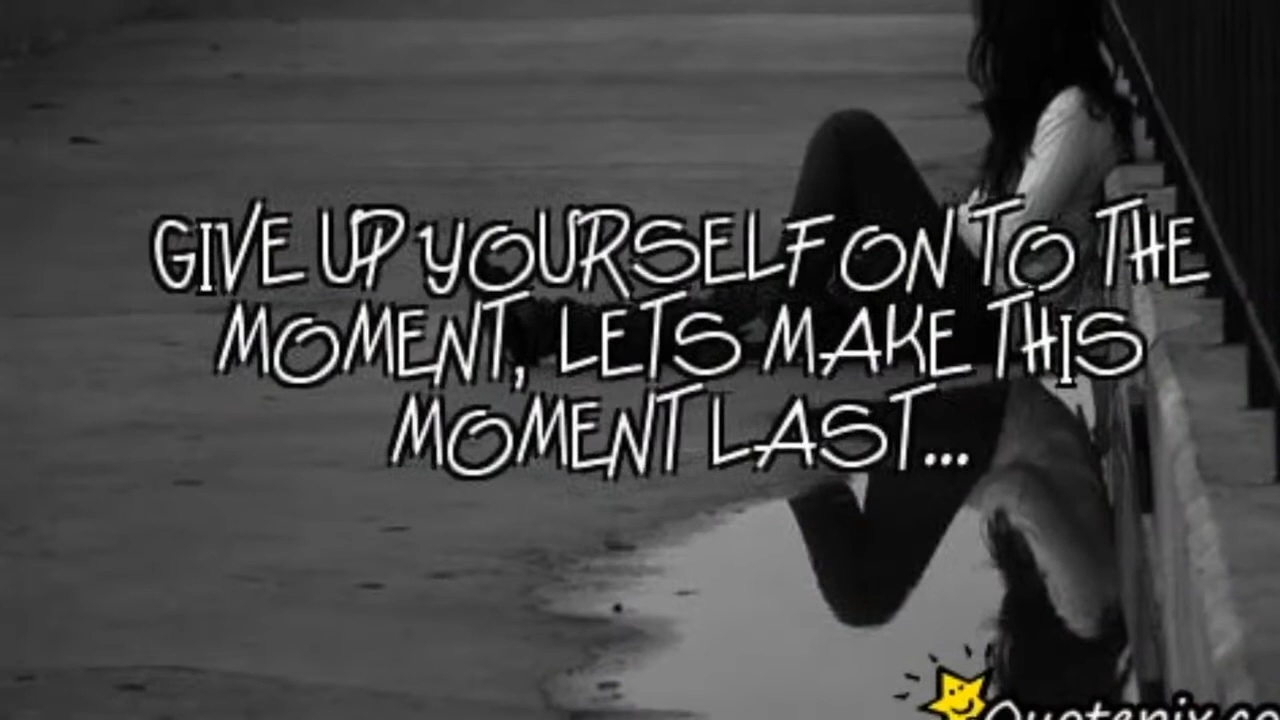 GIVE UP YOURSELF ON TO THE
MOMENT, LETS MAKE THIS
MOMENT LAST...